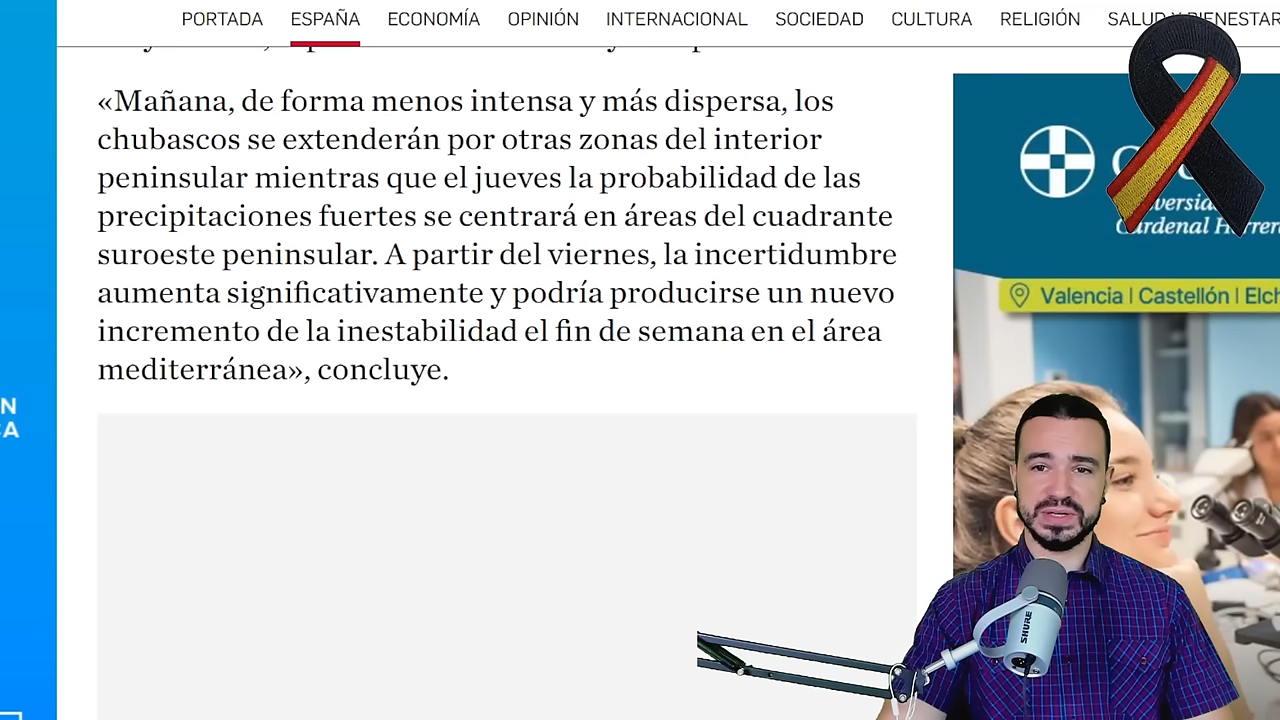 PORTADA ESPAÑA ECONOMÍA OPINIÓN INTERNACIONAL SOCIEDAD CULTURA RELIGIÓN SALUD Y BIENESTAR
«Mañana, de forma menos intensa y más dispersa, los
chubascos se extenderán por otras zonas del interior
peninsular mientras que el jueves la probabilidad de las
precipitaciones fuertes se centrará en áreas del cuadrante
suroeste peninsular. A partir del viernes, la incertidumbre
aumenta significativamente y podría producirse un nuevo
incremento de la inestabilidad el fin de semana en el área
mediterránea», concluye.
Cardenal
Valencia | Castellón | Elch
SHURE